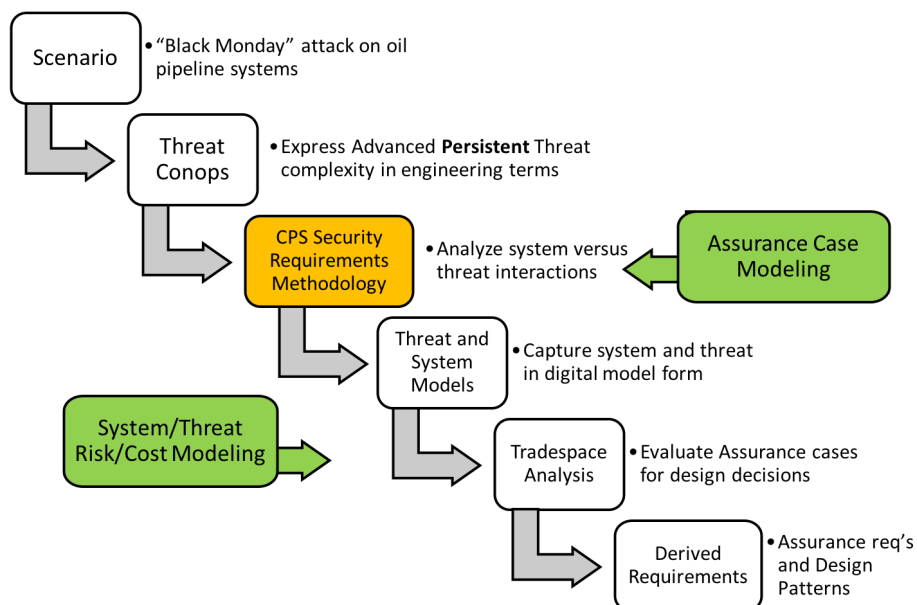 Scenario
•“Black Monday” attack on oil
pipeline systems
Threat
Conops
•Express Advanced Persistent Threat
complexity in engineering terms
CPS Security
Requirements
Methodology
•Analyze system versus
threat interactions
Assurance Case
Modeling
Threat and
System
Models
•Capture system and threat
in digital model form
System/Threat
Risk/Cost Modeling
Tradespace
Analysis
•Evaluate Assurance cases
for design decisions
Derived
Requirements
•Assurance req’s
and Design
Patterns